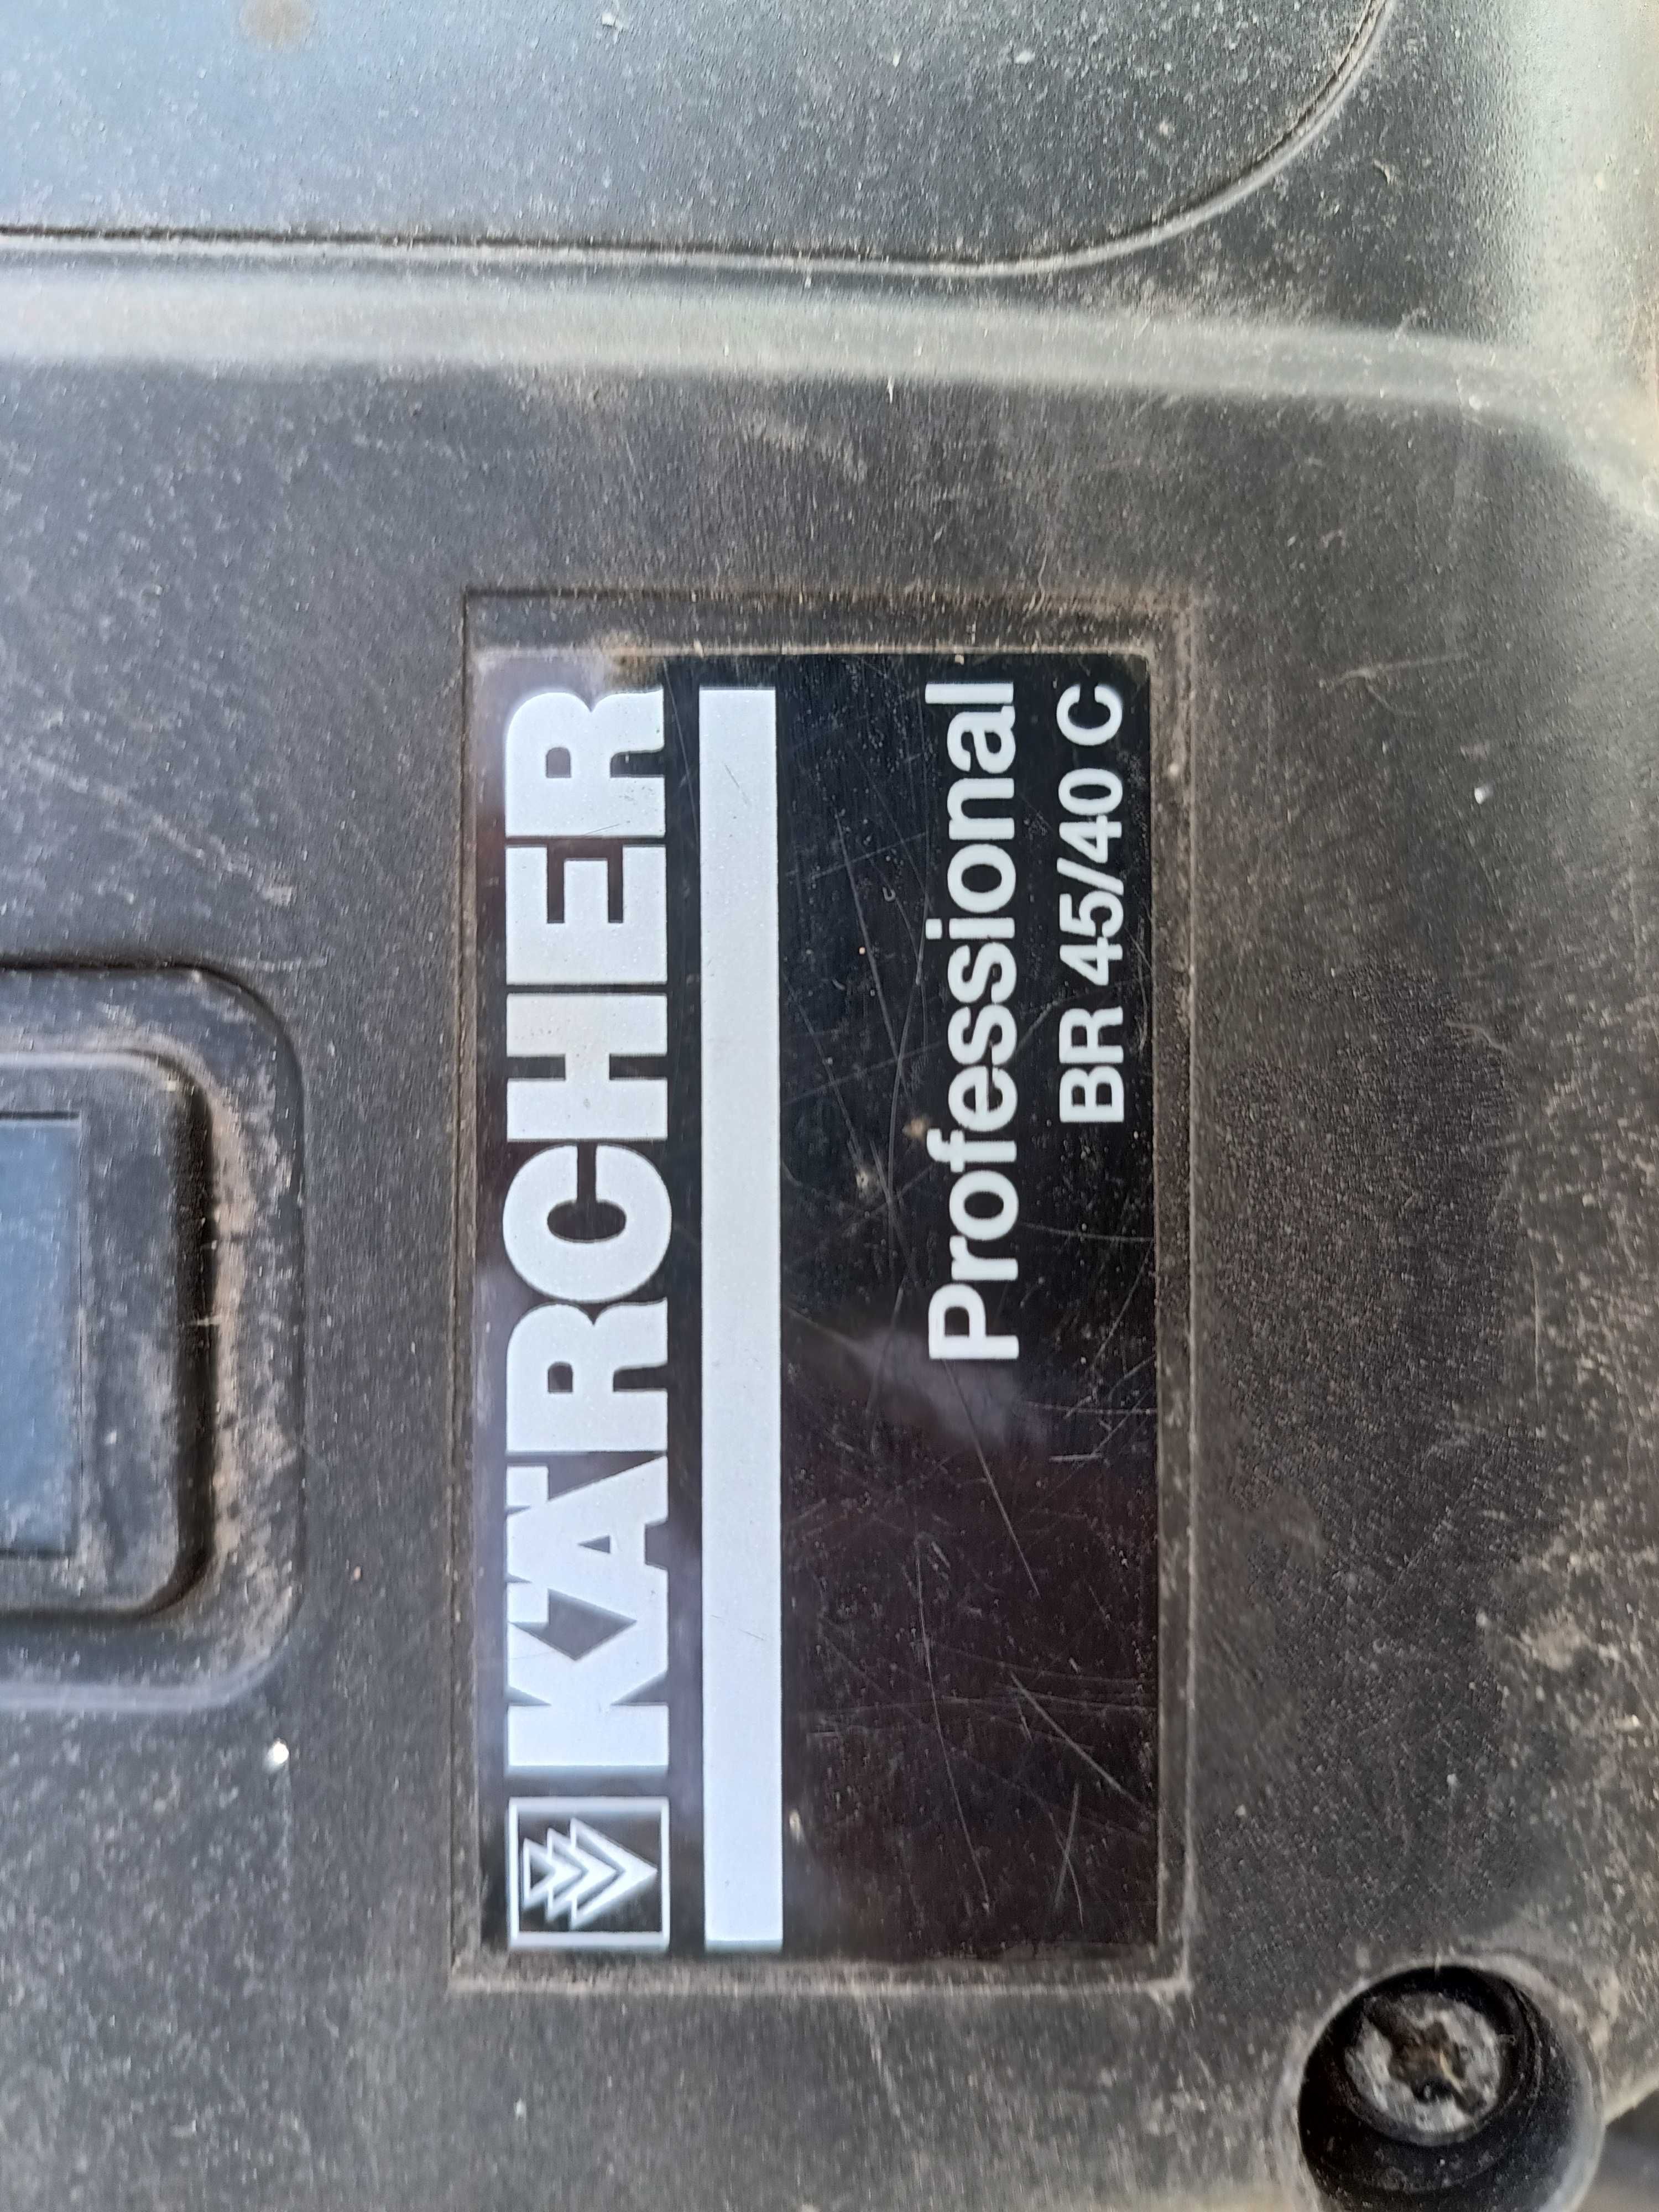 KÄRCHER
Professional
BR 45/40 C